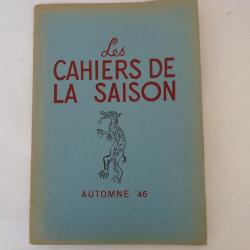 Les
CAHIERS DE
LA SAISON
AUTOMNE 46